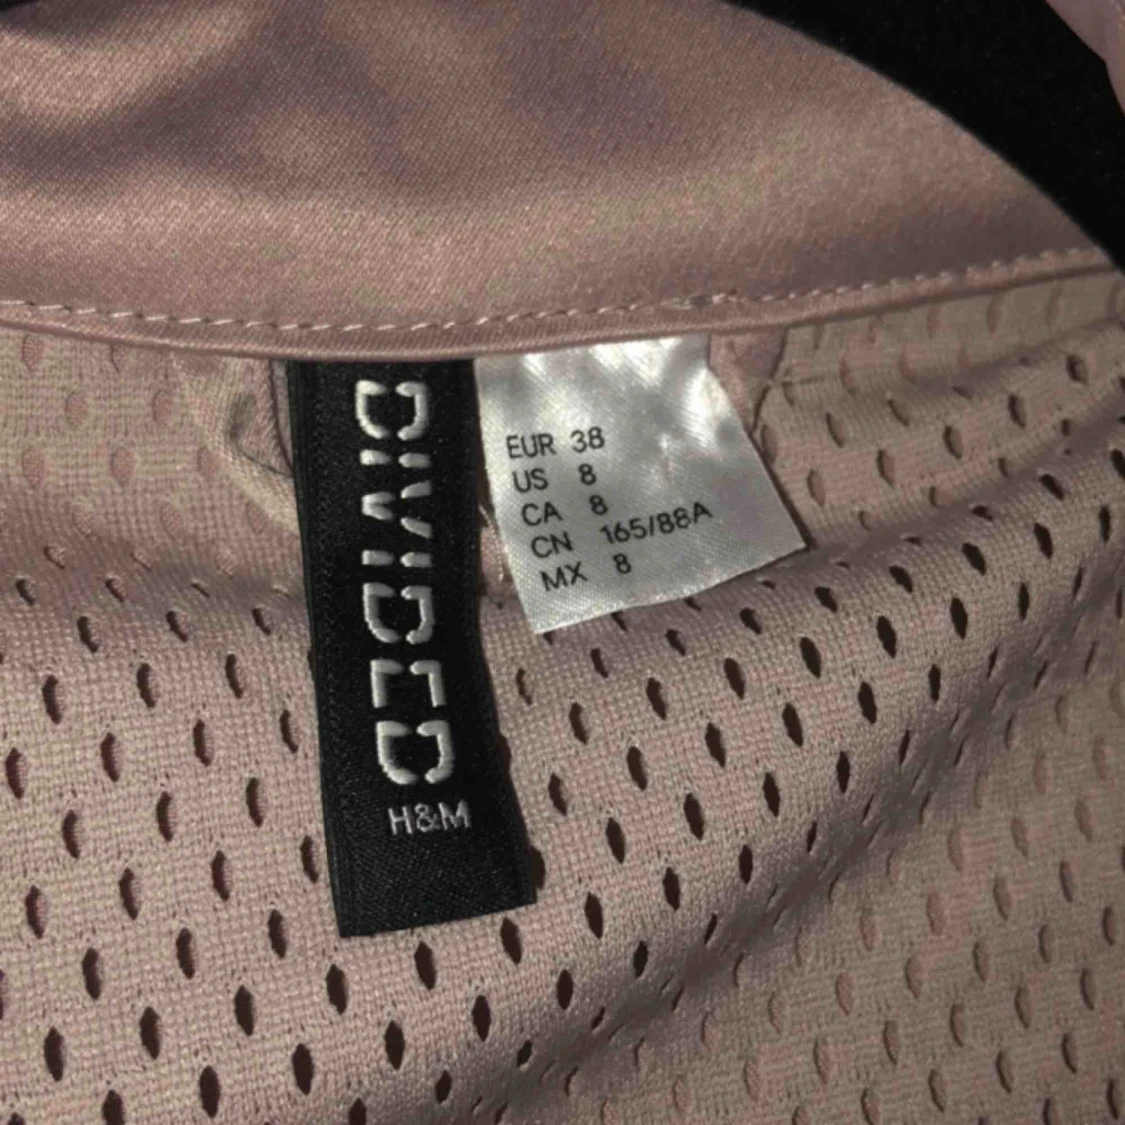 DIVIDED
H&M
EUR 38
US 8
CA 8
CN 165/88A
MX 8